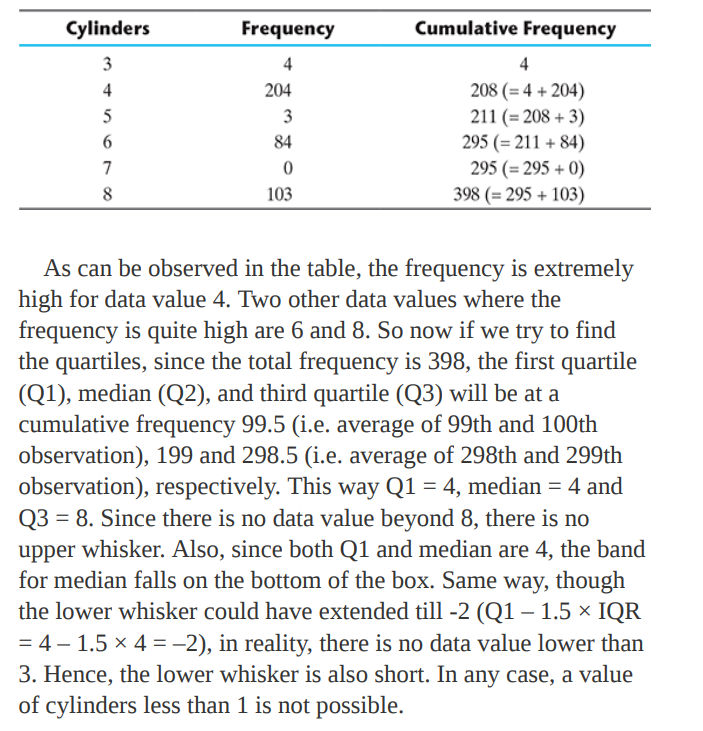 Cylinders Frequency Cumulative Frequency
3 4 4
4 204 208 (= 4 + 204)
5 3 211 (= 208 + 3)
6 84 295 (= 211 + 84)
7 0 295 (= 295 + 0)
8 103 398 (= 295 + 103)
As can be observed in the table, the frequency is extremely
high for data value 4. Two other data values where the
frequency is quite high are 6 and 8. So now if we try to find
the quartiles, since the total frequency is 398, the first quartile
(Q1), median (Q2), and third quartile (Q3) will be at a
cumulative frequency 99.5 (i.e. average of 99th and 100th
observation), 199 and 298.5 (i.e. average of 298th and 299th
observation), respectively. This way Q1 = 4, median = 4 and
Q3 = 8. Since there is no data value beyond 8, there is no
upper whisker. Also, since both Q1 and median are 4, the band
for median falls on the bottom of the box. Same way, though
the lower whisker could have extended till -2 (Q1 – 1.5 × IQR
= 4 – 1.5 × 4 = –2), in reality, there is no data value lower than
3. Hence, the lower whisker is also short. In any case, a value
of cylinders less than 1 is not possible.